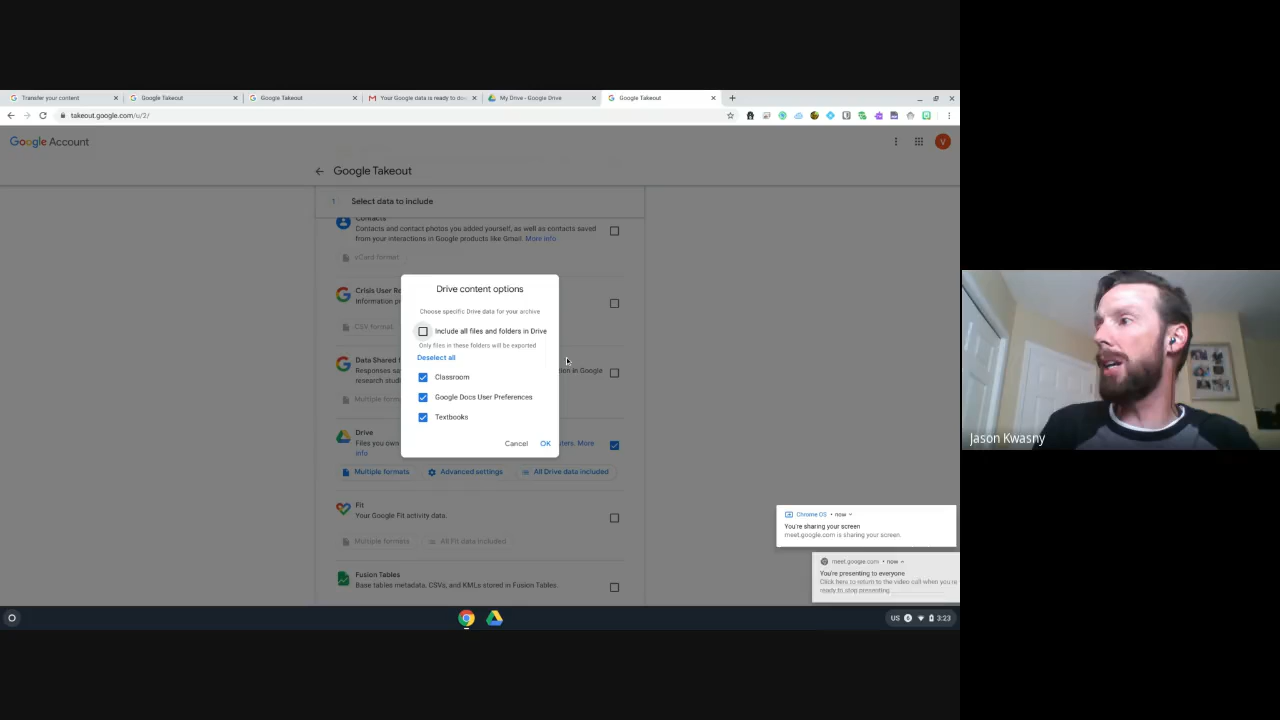 Transfer your content
Google Takeout
Google Takeout
Your Google data is ready to do
My Drive - Google Drive
Google Takeout
takeout.google.com/u/2/
Google Account
V
Google Takeout
1 Select data to include
Contacts
Contacts and contact photos you added yourself, as well as contacts saved
from your interactions in Google products like Gmail. More info
vCard format
Crisis User Re
Information pr
CSV format
Data Shared
Responses sa
research studi
tion in Google
Multiple form
Drive
Files you own
info
ters. More
Multiple formats
Advanced settings
All Drive data included
Fit
Your Google Fit activity data.
Multiple formats
All Fit data included
Fusion Tables
Base tables metadata, CSVs, and KMLs stored in Fusion Tables.
Drive content options
Choose specific Drive data for your archive
Include all files and folders in Drive
Only files in these folders will be exported
Deselect all
Classroom
Google Docs User Preferences
Textbooks
Cancel
OK
Jason Kwasny
Chrome OS • now
You're sharing your screen
meet.google.com is sharing your screen.
meet.google.com • now
You're presenting to everyone
Click here to return to the video call when you're
ready to stop presenting
US
3:23